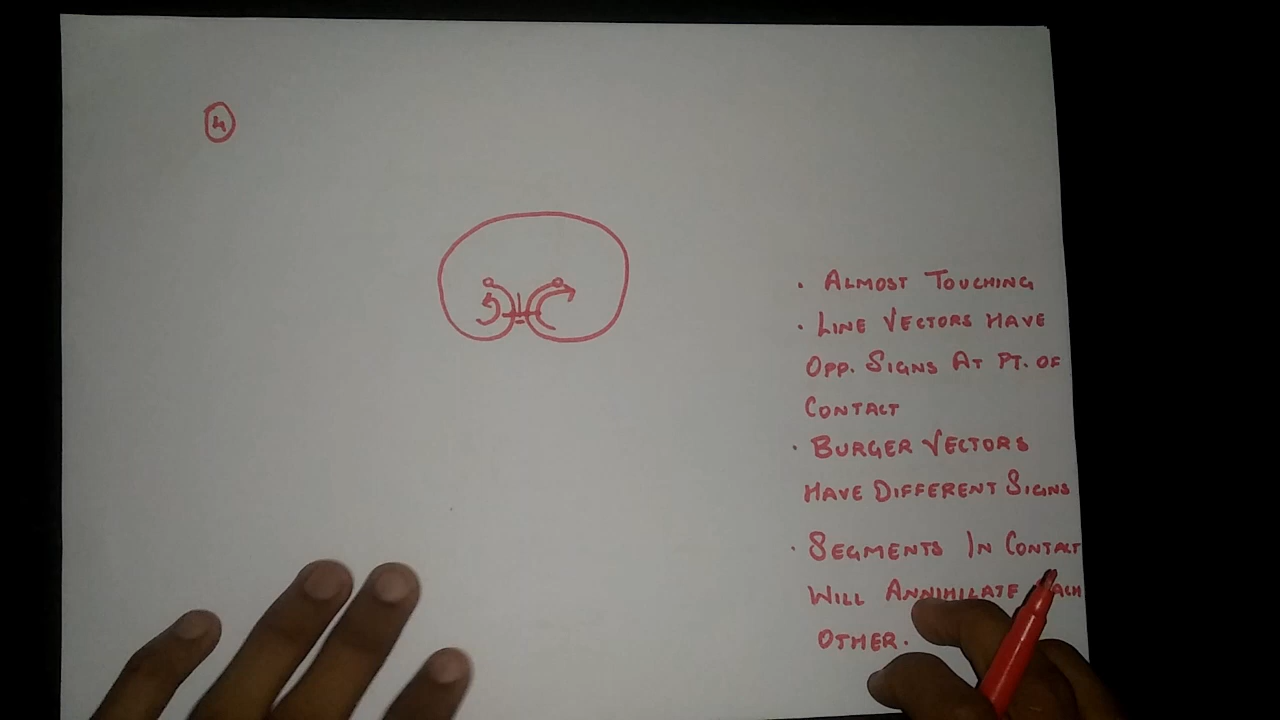 4
• ALMOST TOUCHING
• LINE VECTORS HAVE
OPP. SIGNS AT PT. OF
CONTACT
• BURGER VECTORS
HAVE DIFFERENT SIGNS
• SEGMENTS IN CONTACT
WILL ANNIHILATE EACH
OTHER.